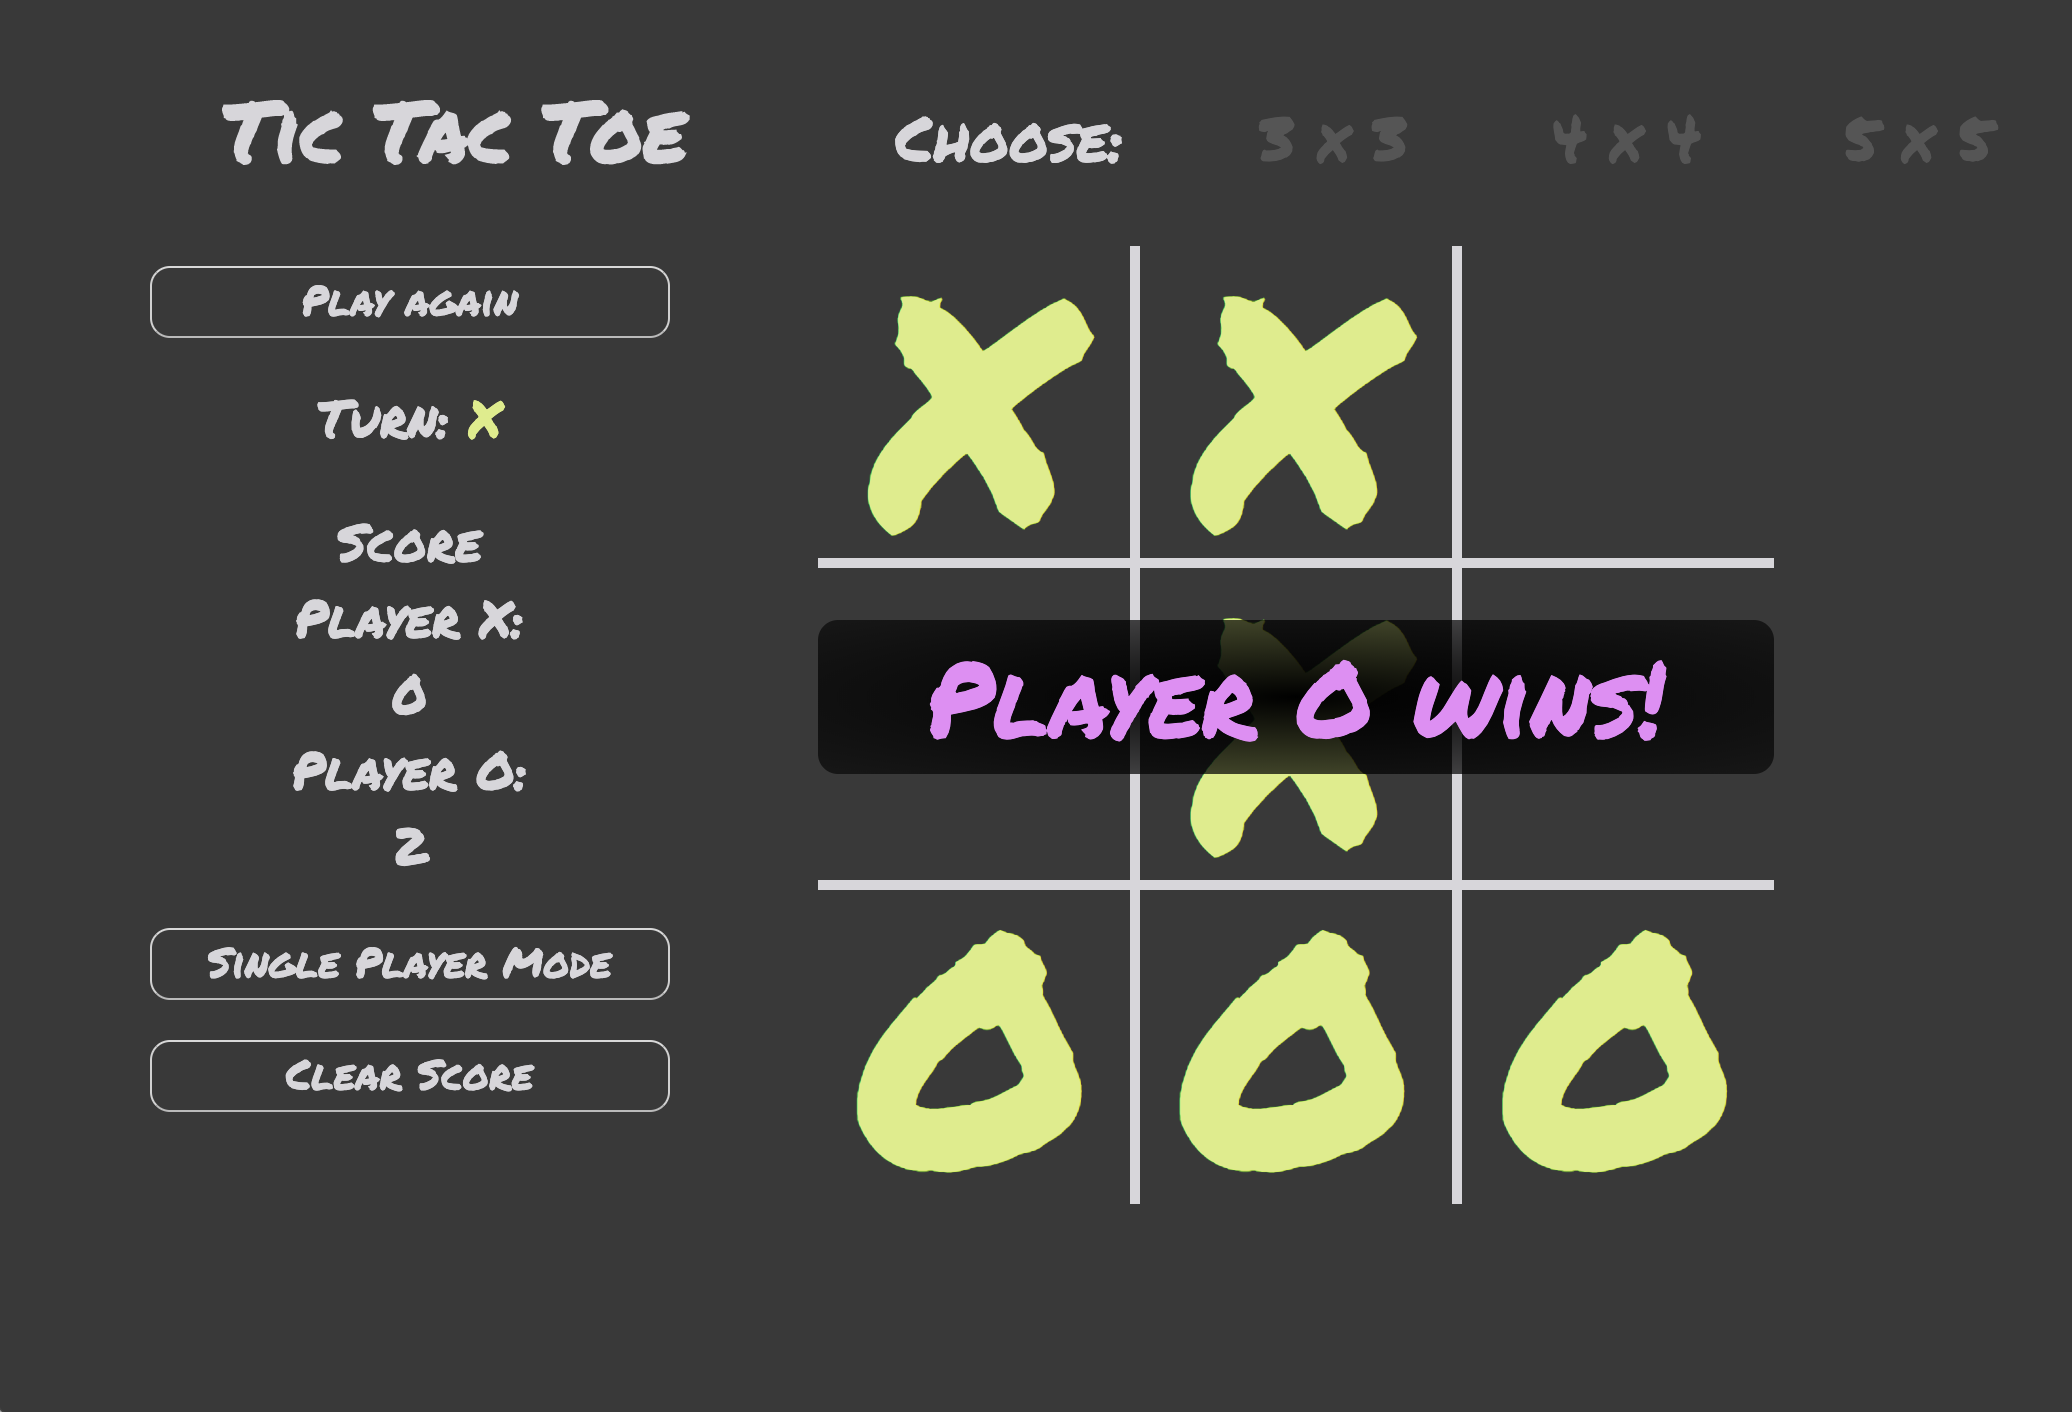 Tic Tac Toe
Choose:
3 x 3
4 x 4
5 x 5
Play again
Turn: X
Score
Player X:
0
Player O:
2
Single Player Mode
Clear Score
X X
X
Player O wins!
O O O